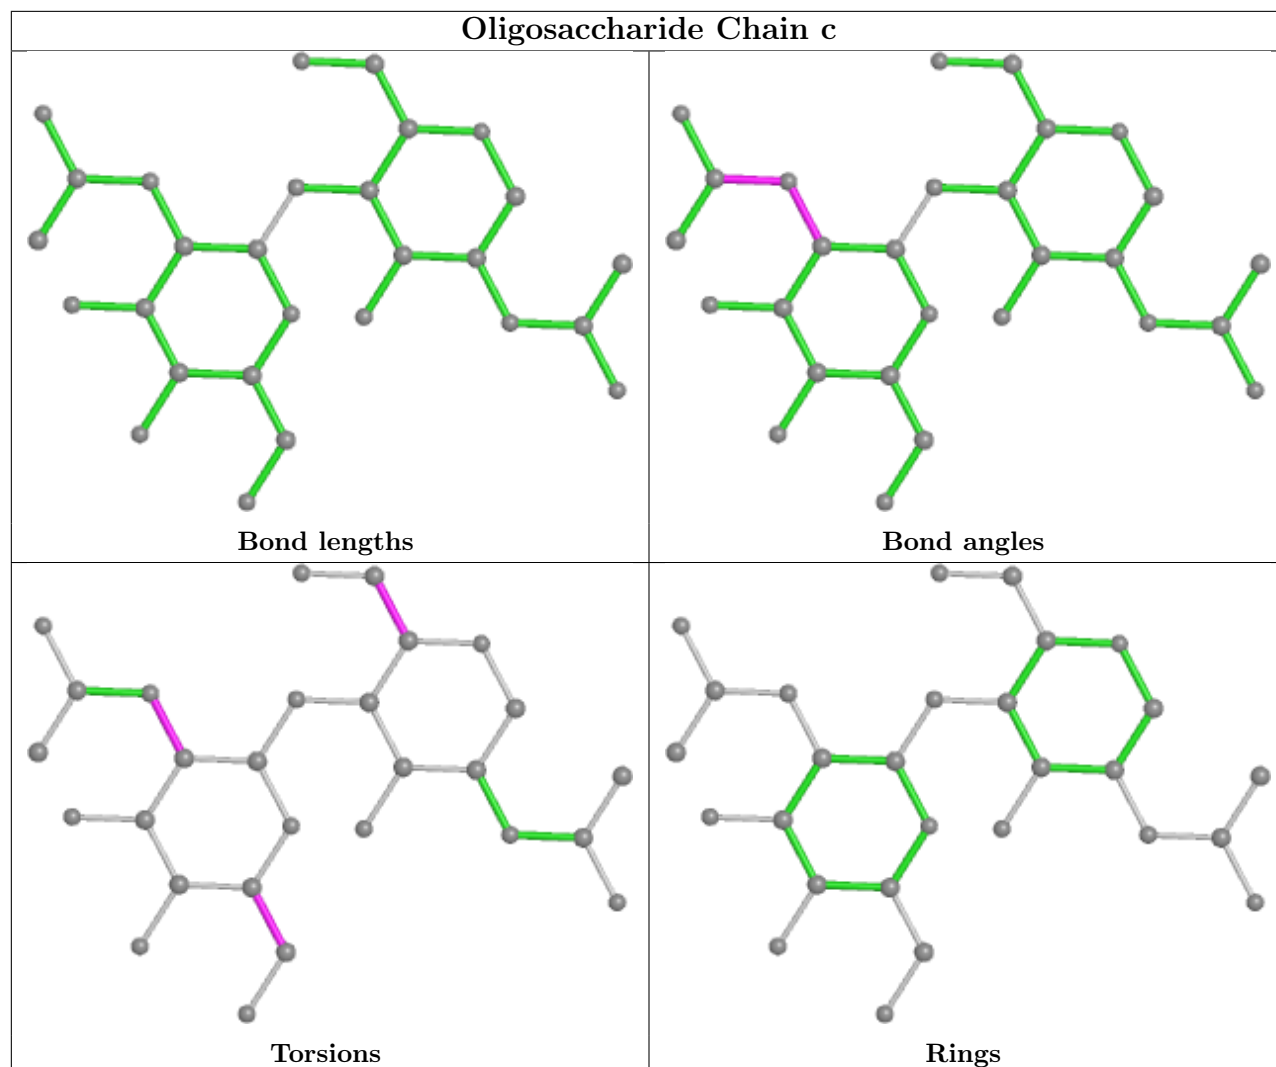 Oligosaccharide Chain c
Bond lengths
Bond angles
Torsions
Rings